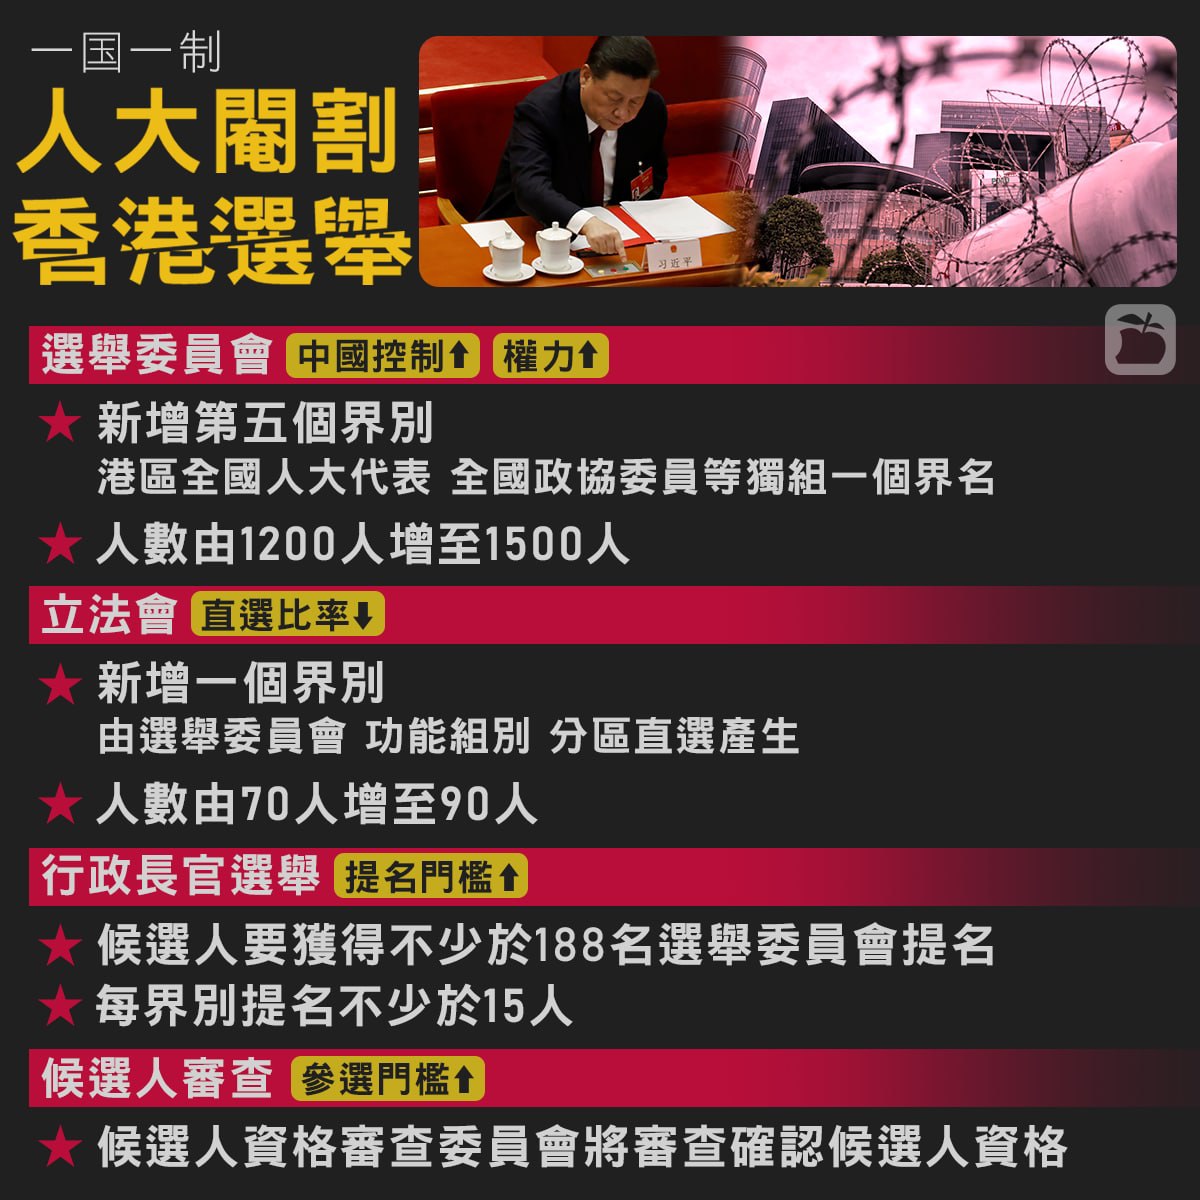 一国一制
人大閹割
香港選舉
习近平
選舉委員會 中國控制⬆ 權力⬆
★ 新增第五個界別
港區全國人大代表 全國政協委員等獨組一個界名
★ 人數由1200人增至1500人
立法會 直選比率⬇
★ 新增一個界別
由選舉委員會 功能組別 分區直選產生
★ 人數由70人增至90人
行政長官選舉 提名門檻⬆
★ 候選人要獲得不少於188名選舉委員會提名
★ 每界別提名不少於15人
候選人審查 參選門檻⬆
★ 候選人資格審查委員會將審查確認候選人資格